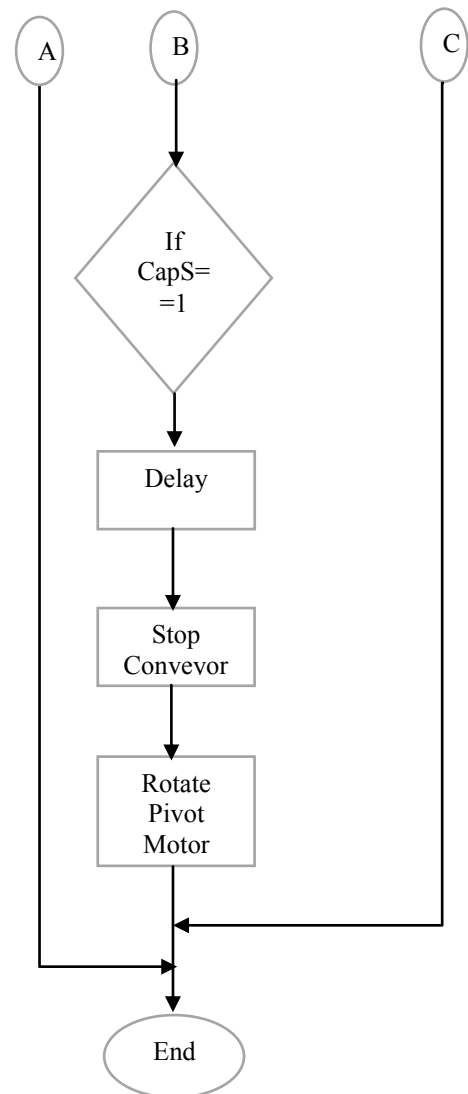 A
B
C
If
CapS=
=1
Delay
Stop
Conveyor
Rotate
Pivot
Motor
End